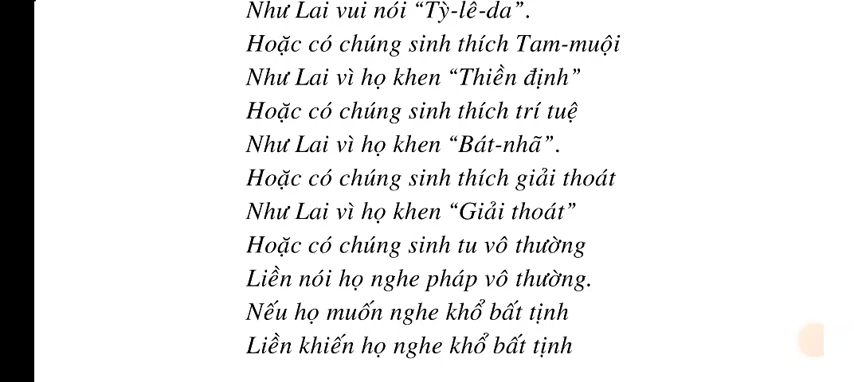 Như Lai vui nói “Tỳ-lê-da”.
Hoặc có chúng sinh thích Tam-muội
Như Lai vì họ khen “Thiền định”
Hoặc có chúng sinh thích trí tuệ
Như Lai vì họ khen “Bát-nhã”.
Hoặc có chúng sinh thích giải thoát
Như Lai vì họ khen “Giải thoát”
Hoặc có chúng sinh tu vô thường
Liền nói họ nghe pháp vô thường.
Nếu họ muốn nghe khổ bất tịnh
Liền khiến họ nghe khổ bất tịnh